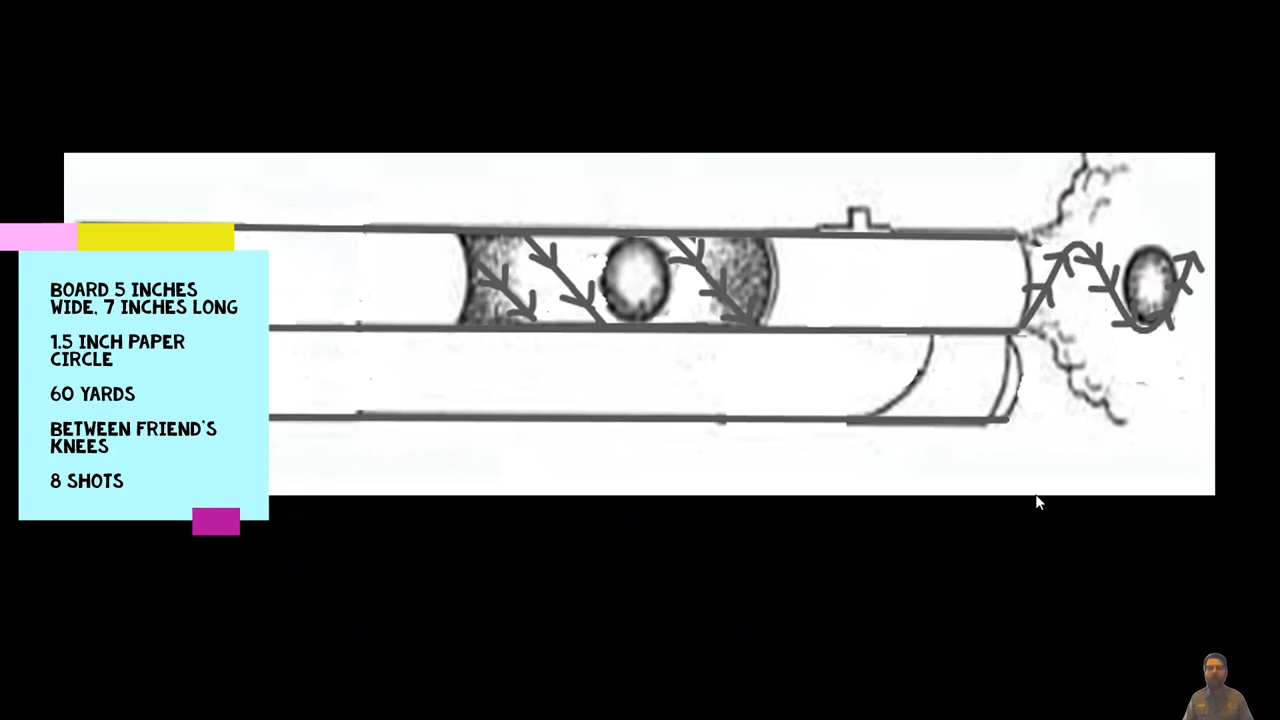 BOARD 5 INCHES
WIDE, 7 INCHES LONG
1.5 INCH PAPER
CIRCLE
60 YARDS
BETWEEN FRIEND'S
KNEES
8 SHOTS